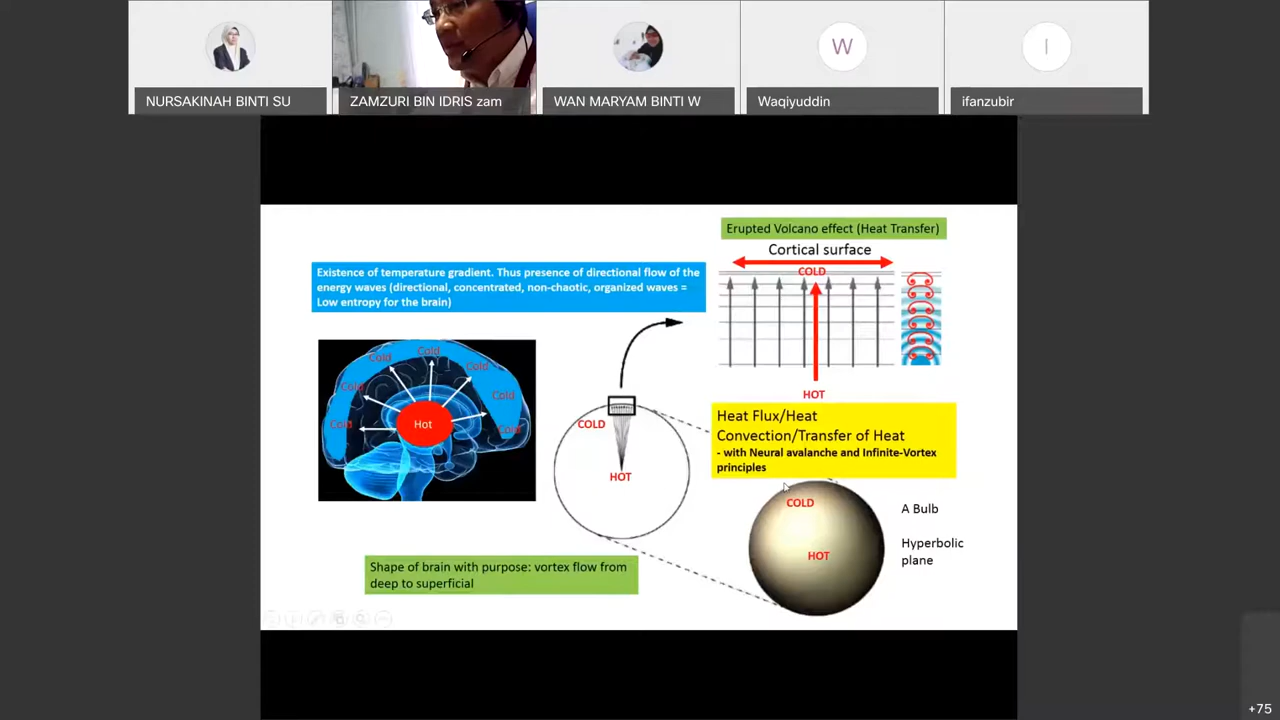 NURSAKINAH BINTI SU
ZAMZURI BIN IDRIS zam
WAN MARYAM BINTI W
W
Waqiyuddin
I
ifanzubir
Erupted Volcano effect (Heat Transfer)
Cortical surface
COLD
HOT
Existence of temperature gradient. Thus presence of directional flow of the
energy waves (directional, concentrated, non-chaotic, organized waves =
Low entropy for the brain)
Cold
Cold
Cold
Cold
Cold
Cold
Cold
Hot
COLD
HOT
Heat Flux/Heat
Convection/Transfer of Heat
- with Neural avalanche and Infinite-Vortex
principles
COLD
HOT
A Bulb
Hyperbolic
plane
Shape of brain with purpose: vortex flow from
deep to superficial
+75